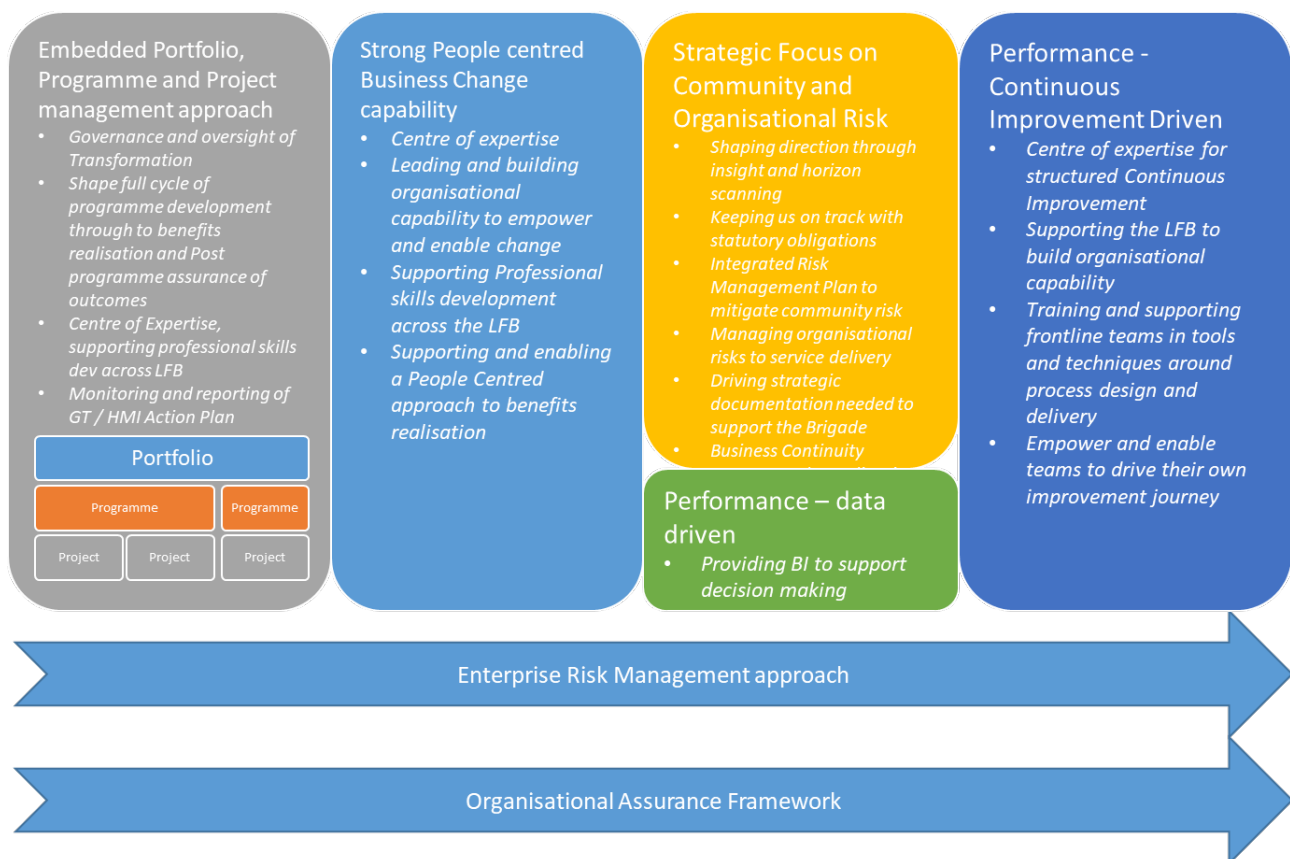 Embedded Portfolio,
Programme and Project
management approach
• Governance and oversight of
Transformation
• Shape full cycle of
programme development
through to benefits
realisation and Post
programme assurance of
outcomes
• Centre of Expertise,
supporting professional skills
dev across LFB
• Monitoring and reporting of
GT / HMI Action Plan
Portfolio
Programme
Programme
Project
Project
Project
Strong People centred
Business Change
capability
• Centre of expertise
• Leading and building
organisational
capability to empower
and enable change
• Supporting Professional
skills development
across the LFB
• Supporting and enabling
a People Centred
approach to benefits
realisation
Strategic Focus on
Community and
Organisational Risk
• Shaping direction through
insight and horizon
scanning
• Keeping us on track with
statutory obligations
• Integrated Risk
Management Plan to
mitigate community risk
• Managing organisational
risks to service delivery
• Driving strategic
documentation needed to
support the Brigade
• Business Continuity
Performance – data
driven
• Providing BI to support
decision making
Performance -
Continuous
Improvement Driven
• Centre of expertise for
structured Continuous
Improvement
• Supporting the LFB to
build organisational
capability
• Training and supporting
frontline teams in tools
and techniques around
process design and
delivery
• Empower and enable
teams to drive their own
improvement journey
Enterprise Risk Management approach
Organisational Assurance Framework